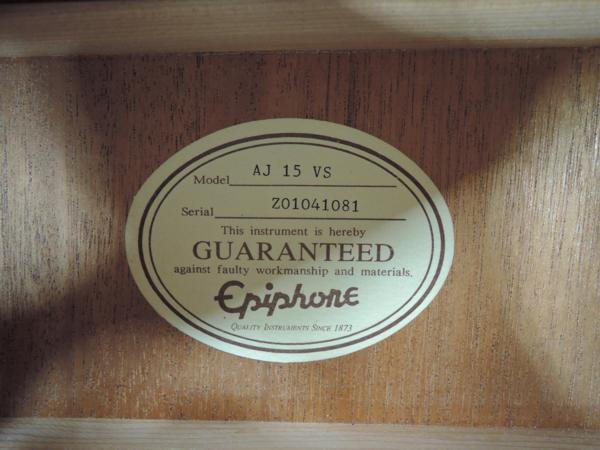 Model AJ 15 VS
Serial Z01041081
This instrument is hereby
GUARANTEED
against faulty workmanship and materials.
Epiphone
QUALITY INSTRUMENTS SINCE 1873